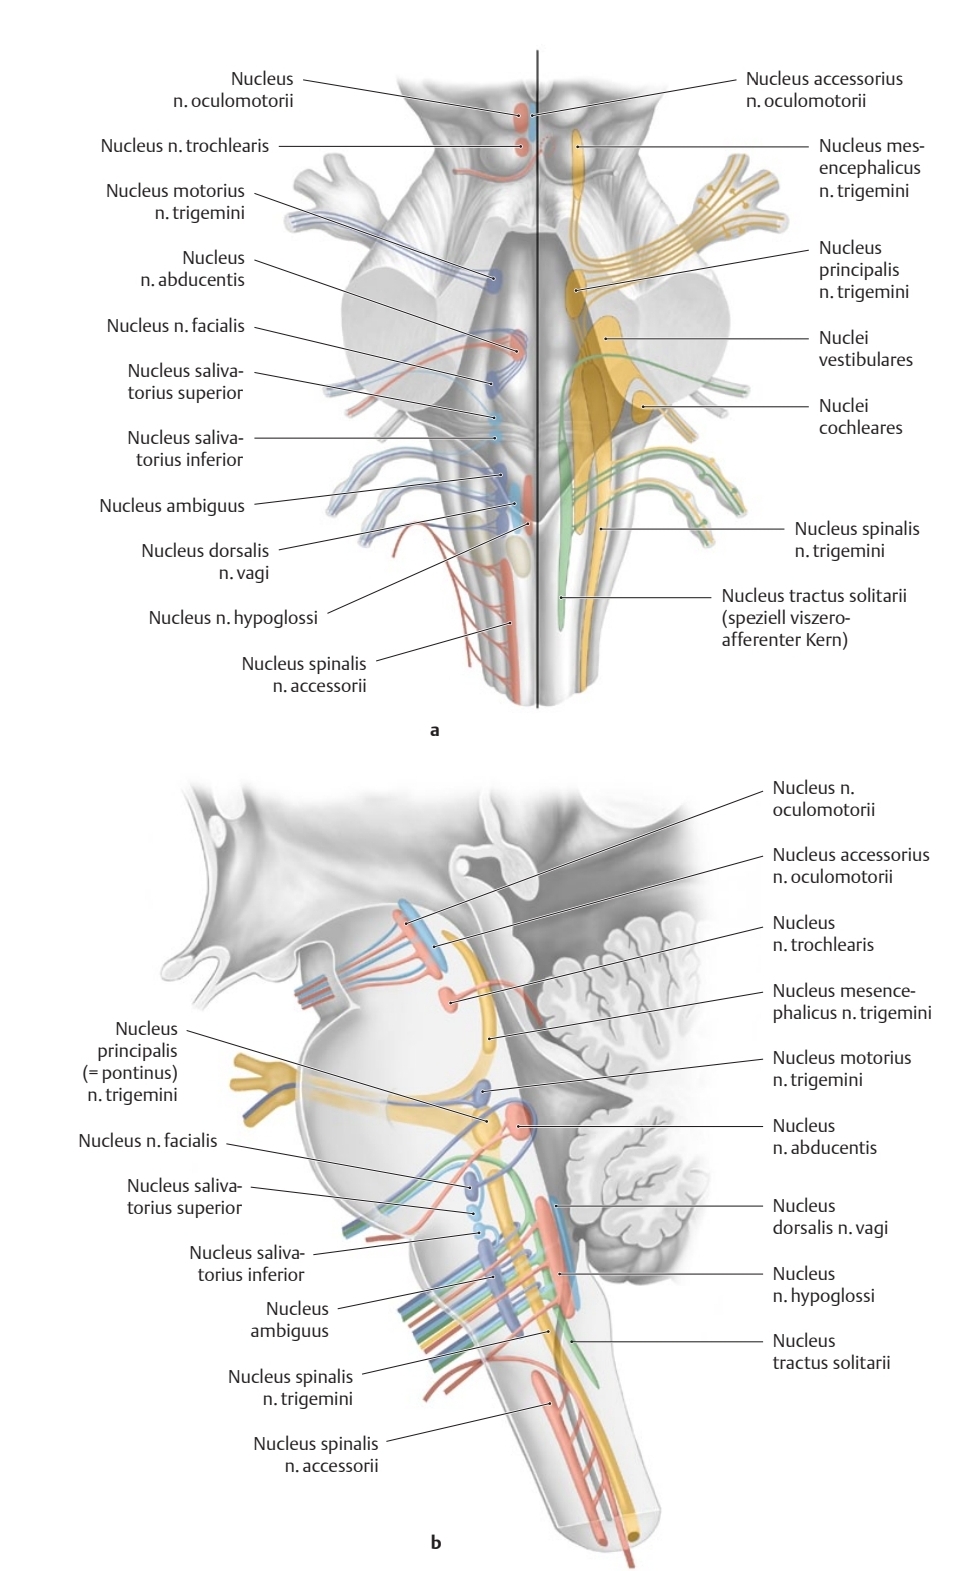 Nucleus
n. oculomotorii
Nucleus n. trochlearis
Nucleus motorius
n. trigemini
Nucleus
n. abducentis
Nucleus n. facialis
Nucleus saliva-
torius superior
Nucleus saliva-
torius inferior
Nucleus ambiguus
Nucleus dorsalis
n. vagi
Nucleus n. hypoglossi
Nucleus spinalis
n. accessorii
Nucleus accessorius
n. oculomotorii
Nucleus mes-
encephalicus
n. trigemini
Nucleus
principalis
n. trigemini
Nuclei
vestibulares
Nuclei
cochleares
Nucleus spinalis
n. trigemini
Nucleus tractus solitarii
(speziell viszero-
afferenter Kern)
a
Nucleus
principalis
(= pontinus)
n. trigemini
Nucleus n. facialis
Nucleus saliva-
torius superior
Nucleus saliva-
torius inferior
Nucleus
ambiguus
Nucleus spinalis
n. trigemini
Nucleus spinalis
n. accessorii
Nucleus n.
oculomotorii
Nucleus accessorius
n. oculomotorii
Nucleus
n. trochlearis
Nucleus mesence-
phalicus n. trigemini
Nucleus motorius
n. trigemini
Nucleus
n. abducentis
Nucleus
dorsalis n. vagi
Nucleus
n. hypoglossi
Nucleus
tractus solitarii
b